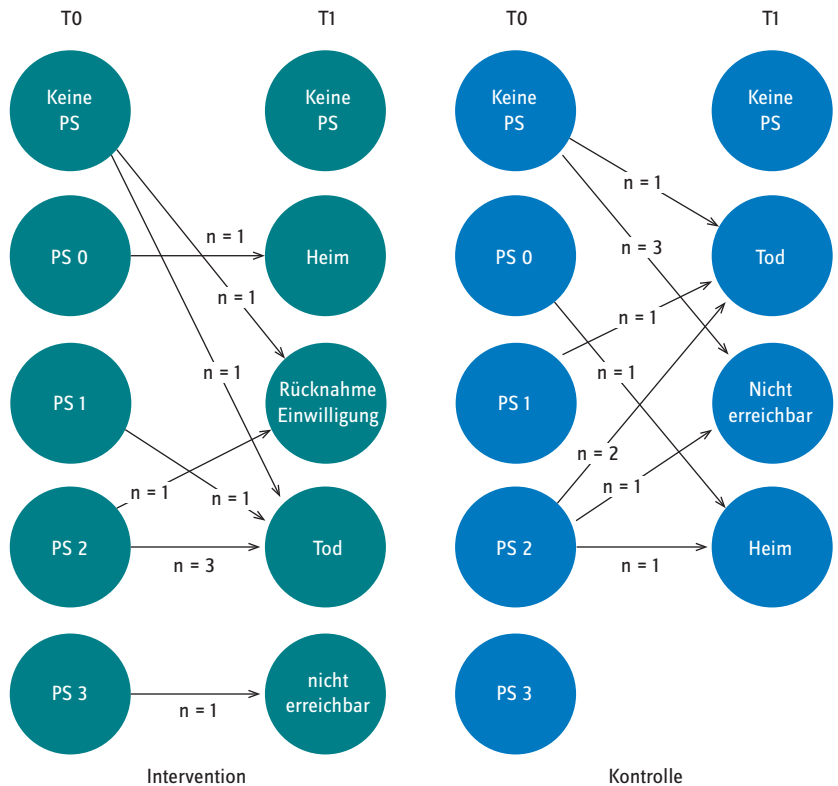 T0
T1
Keine
PS
Keine
PS
PS 0
n = 1
Heim
n = 1
n = 1
PS 1
Rücknahme
Einwilligung
n = 1
n = 1
PS 2
n = 3
Tod
PS 3
n = 1
nicht
erreichbar
Intervention
T0
T1
Keine
PS
Keine
PS
n = 1
n = 3
PS 0
Tod
n = 1
n = 1
PS 1
Nicht
erreichbar
n = 2
n = 1
PS 2
n = 1
Heim
PS 3
Kontrolle